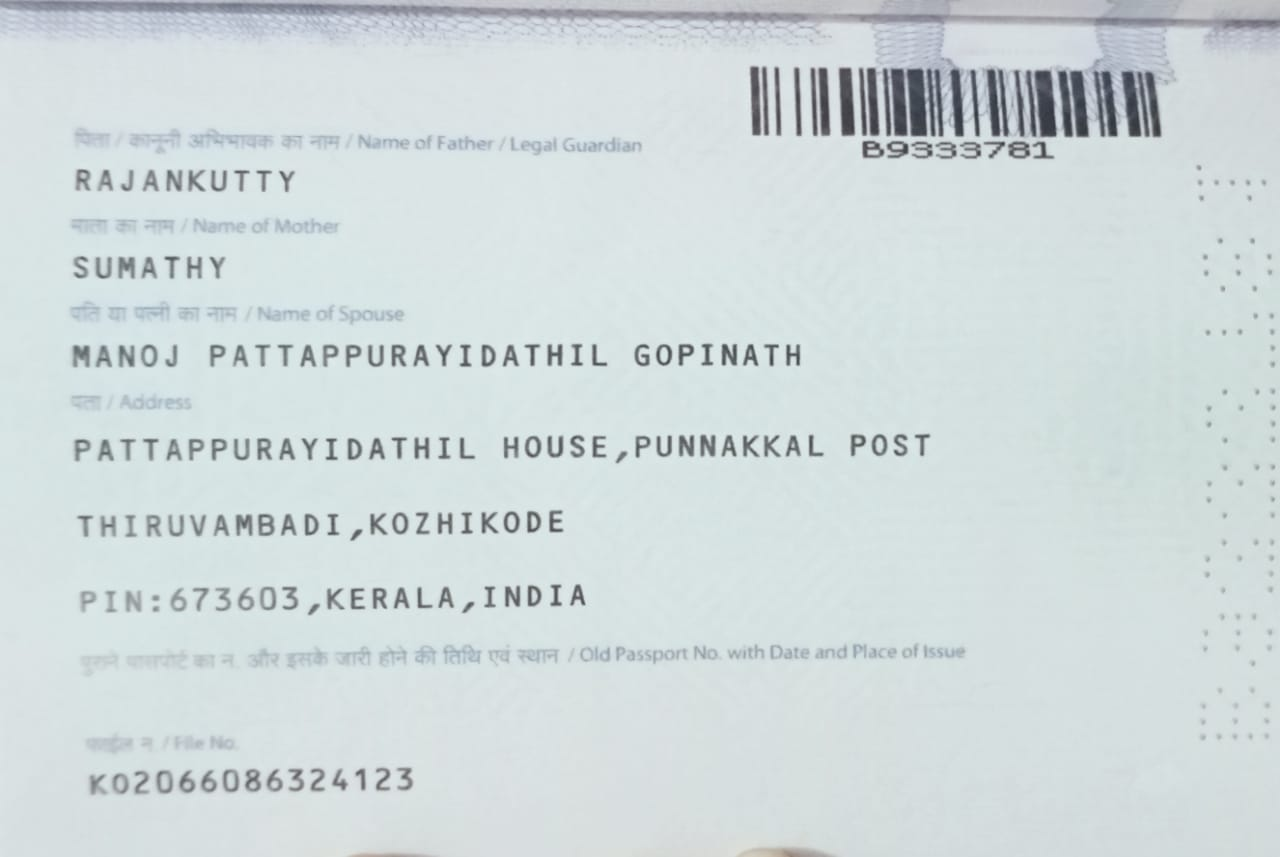 B9333781
पिता / कानूनी अभिभावक का नाम / Name of Father / Legal Guardian
RAJANKUTTY
माता का नाम / Name of Mother
SUMATHY
पति या पत्नी का नाम / Name of Spouse
MANOJ PATTAPPURAYIDATHIL GOPINATH
पता / Address
PATTAPPURAYIDATHIL HOUSE,PUNNAKKAL POST
THIRUVAMBADI,KOZHIKODE
PIN:673603,KERALA,INDIA
पुराने पासपोर्ट का न. और इसके जारी होने की तिथि एवं स्थान / Old Passport No. with Date and Place of Issue
फाईल न. / File No.
KO2066086324123